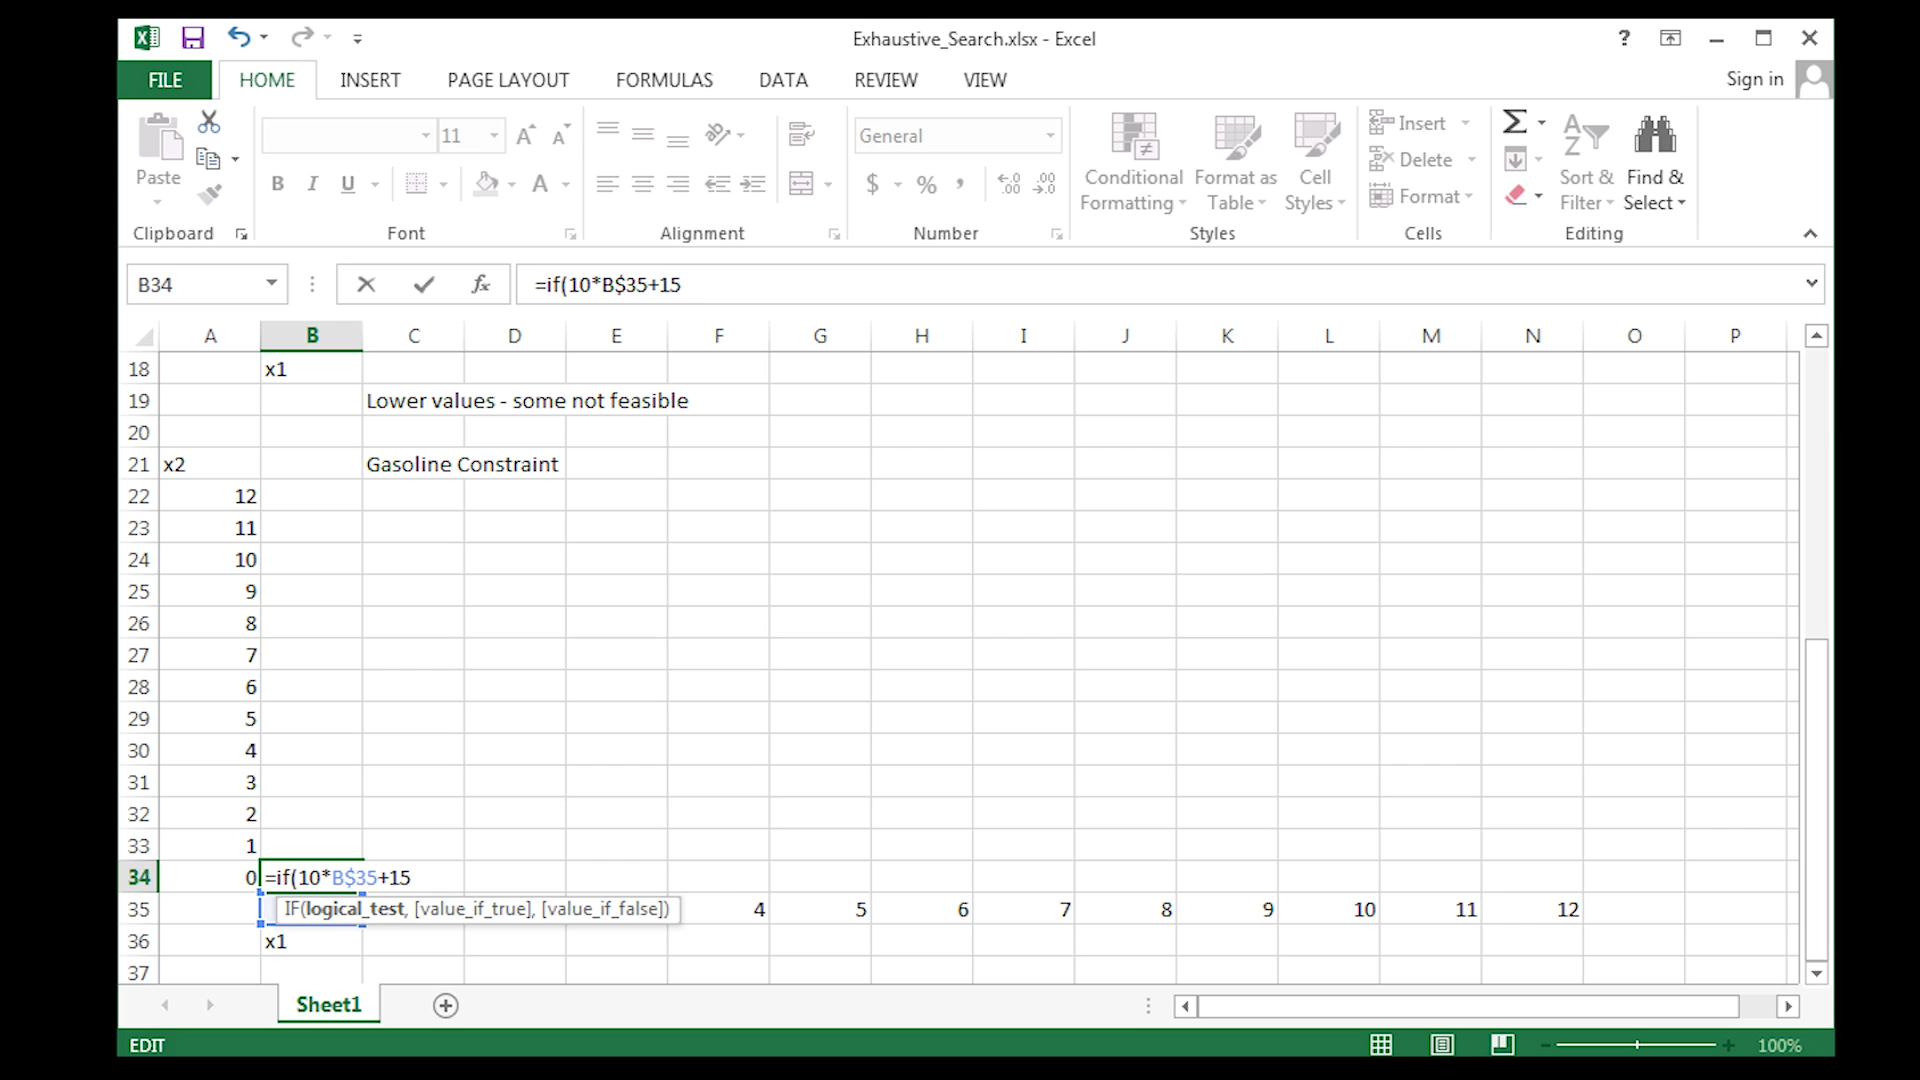 Exhaustive_Search.xlsx - Excel
?
FILE HOME INSERT PAGE LAYOUT FORMULAS DATA REVIEW VIEW Sign in
Paste
11
B I U A
General
$ % ,
Conditional Formatting
Format as Table
Cell Styles
Insert
Delete
Format
Sort & Filter
Find & Select
Clipboard Font Alignment Number Styles Cells Editing
B34 fx =if(10*B$35+15
A B C D E F G H I J K L M N O P
18 x1
19 Lower values - some not feasible
20
21 x2 Gasoline Constraint
22 12
23 11
24 10
25 9
26 8
27 7
28 6
29 5
30 4
31 3
32 2
33 1
34 0 =if(10*B$35+15
35 IF(logical_test, [value_if_true], [value_if_false]) 4 5 6 7 8 9 10 11 12
36 x1
37
Sheet1
EDIT 100%